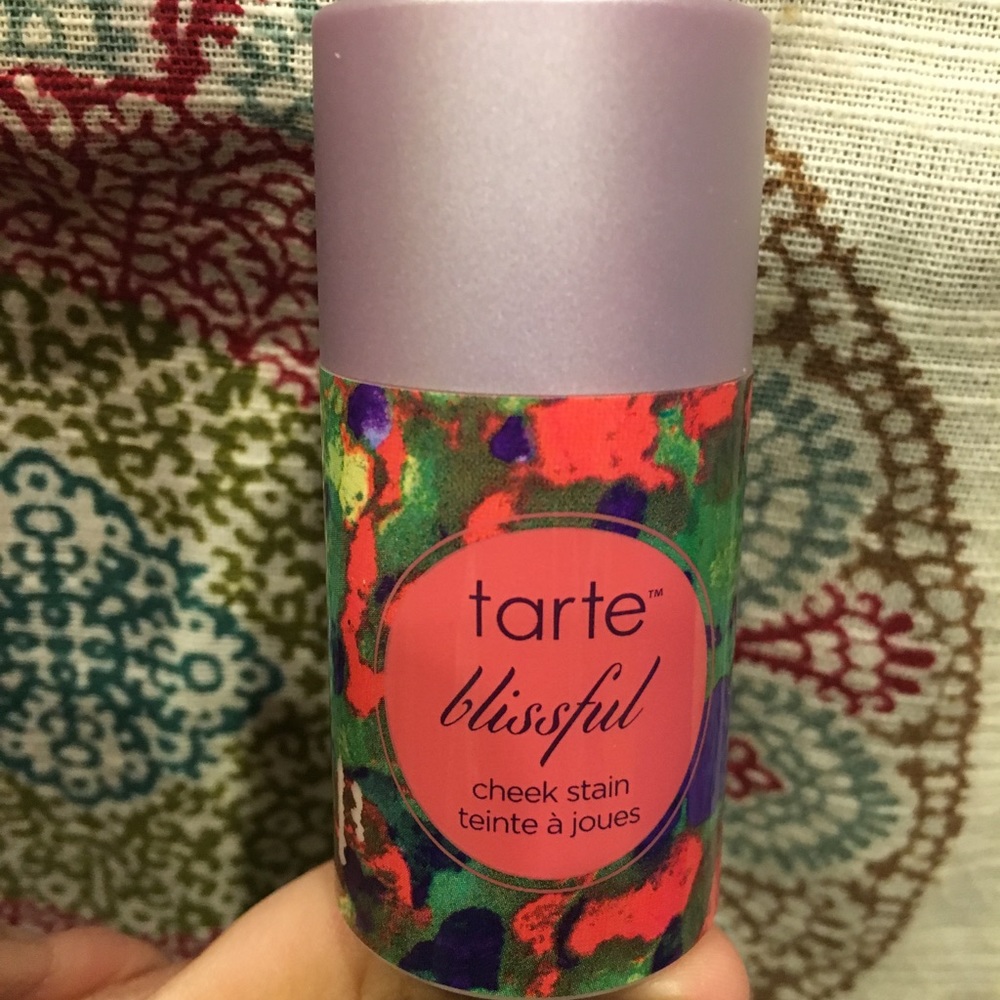 tarte™
blissful
cheek stain
teinte à joues